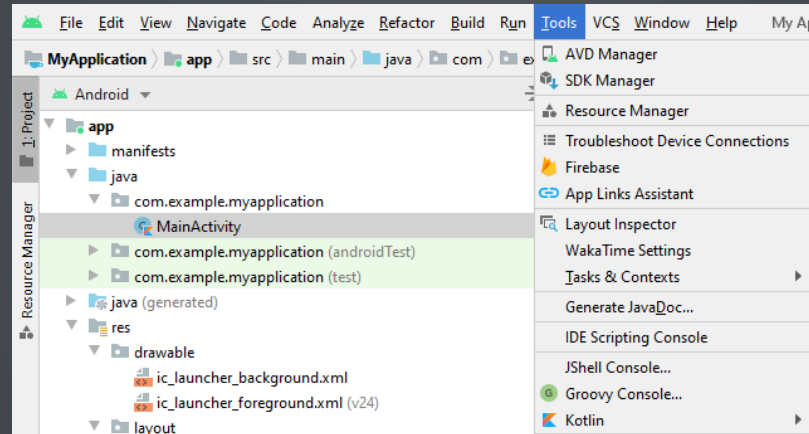 File Edit View Navigate Code Analyze Refactor Build Run Tools VCS Window Help My
MyApplication app src main java com
Android
1: Project
Resource Manager
app
manifests
java
com.example.myapplication
MainActivity
com.example.myapplication (androidTest)
com.example.myapplication (test)
java (generated)
res
drawable
ic_launcher_background.xml
ic_launcher_foreground.xml (v24)
layout
AVD Manager
SDK Manager
Resource Manager
Troubleshoot Device Connections
Firebase
App Links Assistant
Layout Inspector
WakaTime Settings
Tasks & Contexts
Generate JavaDoc...
IDE Scripting Console
JShell Console...
Groovy Console...
Kotlin